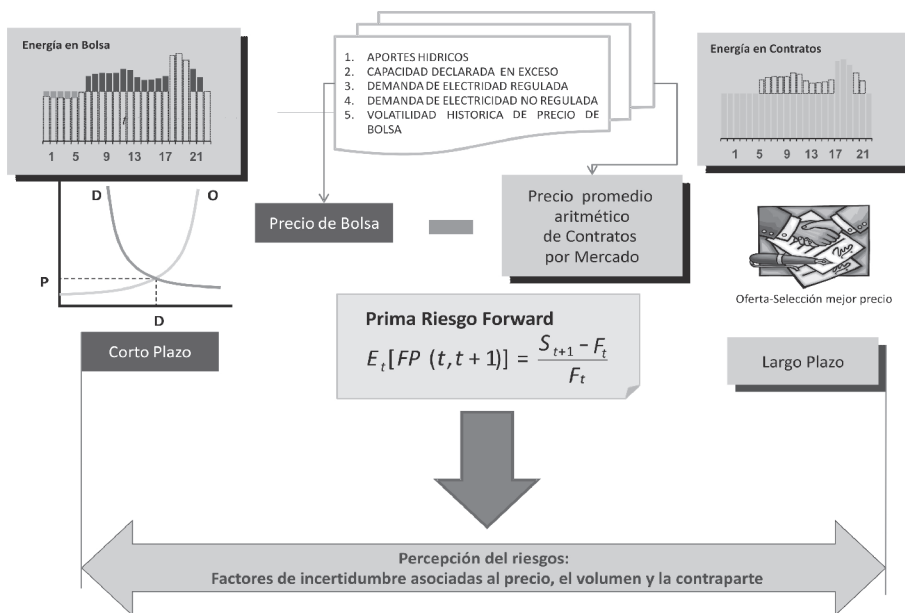 Energía en Bolsa
t
1 5 9 13 17 21
1. APORTES HIDRICOS
2. CAPACIDAD DECLARADA EN EXCESO
3. DEMANDA DE ELECTRIDAD REGULADA
4. DEMANDA DE ELECTRICIDAD NO REGULADA
5. VOLATILIDAD HISTORICA DE PRECIO DE
BOLSA
Energía en Contratos
1 5 9 13 17 21
D O
P
D
Precio de Bolsa
Precio promedio
aritmético
de Contratos
por Mercado
Oferta-Selección mejor precio
Prima Riesgo Forward
E_t[FP (t, t + 1)] = \frac{S_{t+1} - F_t}{F_t}
Corto Plazo
Largo Plazo
Percepción del riesgos:
Factores de incertidumbre asociadas al precio, el volumen y la contraparte